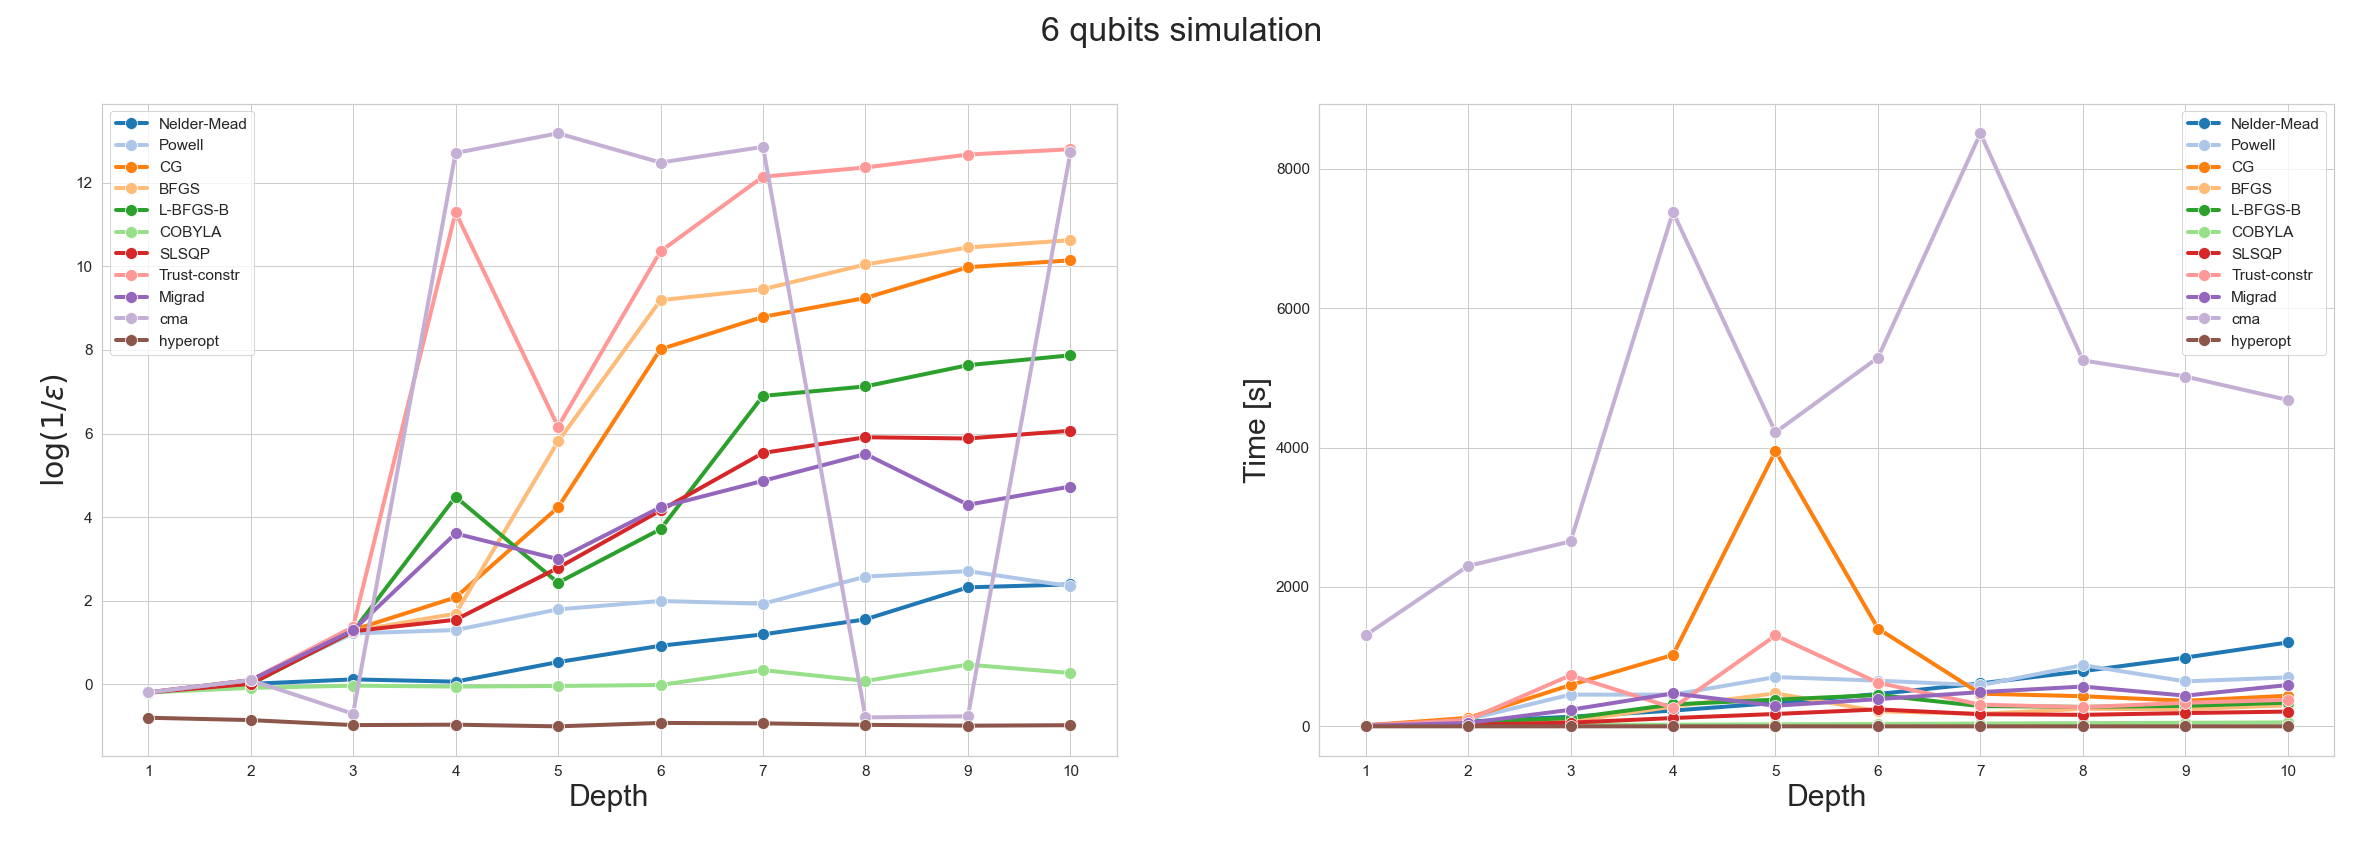 6 qubits simulation
Nelder-Mead
Powell
CG
BFGS
L-BFGS-B
COBYLA
SLSQP
Trust-constr
Migrad
cma
hyperopt
12
10
8
6
4
2
0
log(1/ε)
1 2 3 4 5 6 7 8 9 10
Depth
Nelder-Mead
Powell
CG
BFGS
L-BFGS-B
COBYLA
SLSQP
Trust-constr
Migrad
cma
hyperopt
8000
6000
4000
2000
0
Time [s]
1 2 3 4 5 6 7 8 9 10
Depth